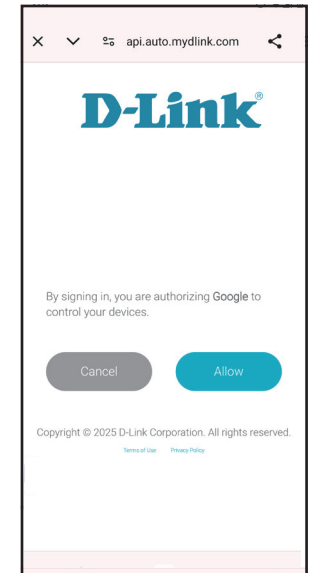 api.auto.mydlink.com
D-Link®
By signing in, you are authorizing Google to
control your devices.
Cancel Allow
Copyright © 2025 D-Link Corporation. All rights reserved.
Terms of Use Privacy Policy